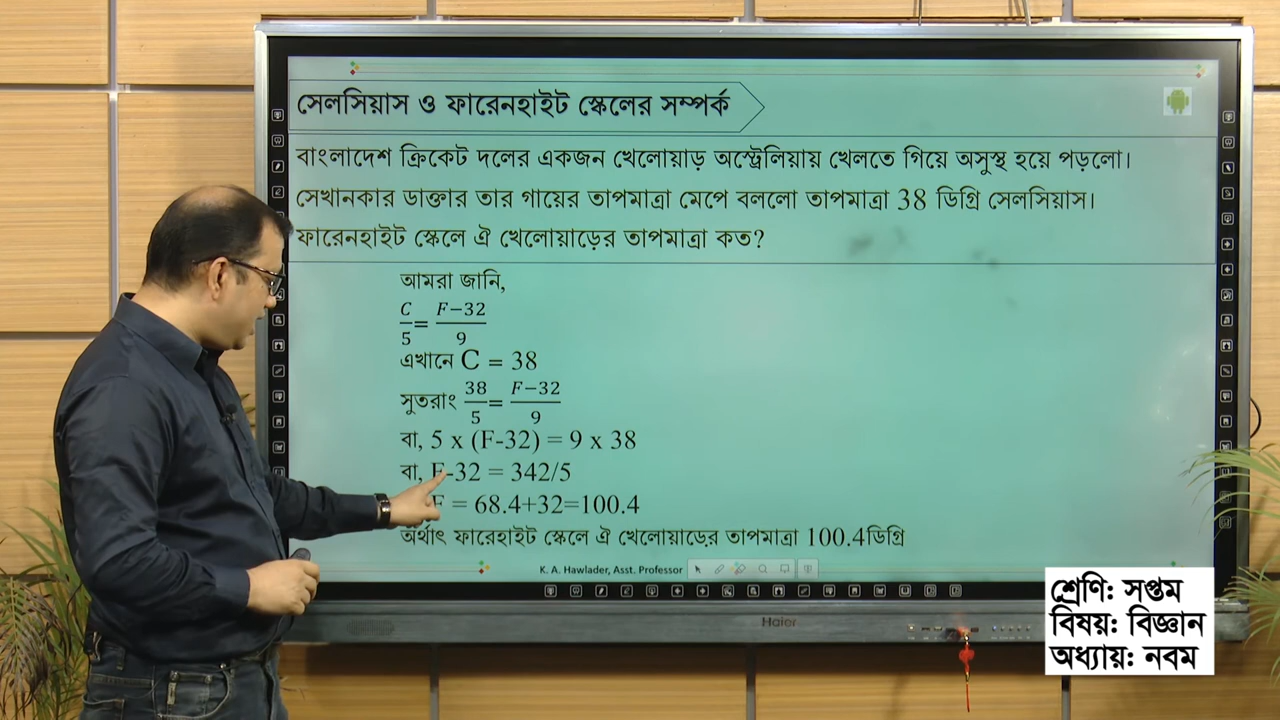 সেলসিয়াস ও ফারেনহাইট স্কেলের সম্পর্ক
বাংলাদেশ ক্রিকেট দলের একজন খেলোয়াড় অস্ট্রেলিয়ায় খেলতে গিয়ে অসুস্থ হয়ে পড়লো।
সেখানকার ডাক্তার তার গায়ের তাপমাত্রা মেপে বললো তাপমাত্রা 38 ডিগ্রি সেলসিয়াস।
ফারেনহাইট স্কেলে ঐ খেলোয়াড়ের তাপমাত্রা কত?
আমরা জানি,
C/5 = F−32/9
এখানে C = 38
সুতরাং 38/5 = F−32/9
বা, 5 x (F-32) = 9 x 38
বা, F-32 = 342/5
F = 68.4+32=100.4
অর্থাৎ ফারেহাইট স্কেলে ঐ খেলোয়াড়ের তাপমাত্রা 100.4ডিগ্রি
K. A. Hawlader, Asst. Professor
Haier
শ্রেণি: সপ্তম
বিষয়: বিজ্ঞান
অধ্যায়: নবম